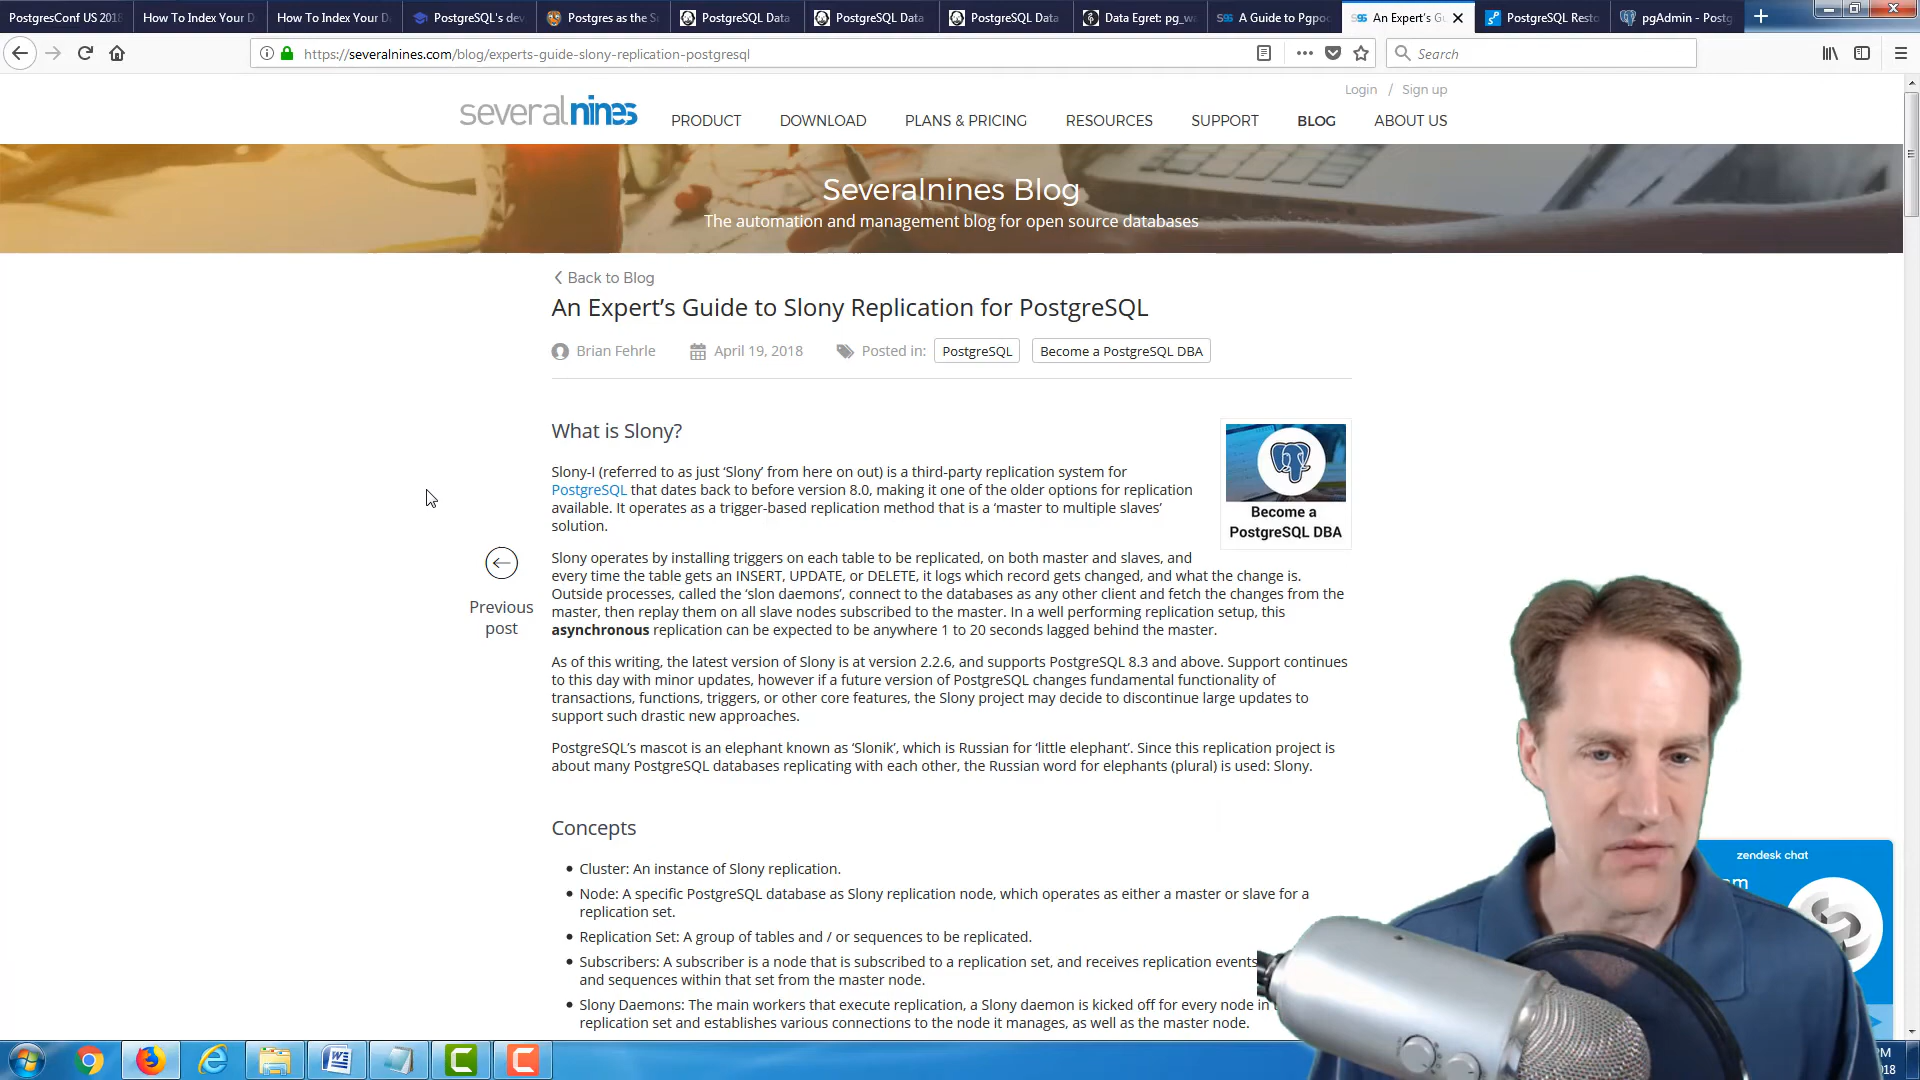 PostgresConf US 2018
How To Index Your D
How To Index Your D
PostgreSQL's dev
Postgres as the S
PostgreSQL Data
PostgreSQL Data
PostgreSQL Data
Data Egret: pg_w
A Guide to Pgpo
An Expert's G
PostgreSQL Resto
pgAdmin - Postg
https://severalnines.com/blog/experts-guide-slony-replication-postgresql
Search
Login / Sign up
severalnines
PRODUCT DOWNLOAD PLANS & PRICING RESOURCES SUPPORT BLOG ABOUT US
Severalnines Blog
The automation and management blog for open source databases
Back to Blog
An Expert's Guide to Slony Replication for PostgreSQL
Brian Fehrle April 19, 2018 Posted in: PostgreSQL Become a PostgreSQL DBA
What is Slony?
Slony-I (referred to as just 'Slony' from here on out) is a third-party replication system for
PostgreSQL that dates back to before version 8.0, making it one of the older options for replication
available. It operates as a trigger-based replication method that is a 'master to multiple slaves'
solution.
Become a
PostgreSQL DBA
Slony operates by installing triggers on each table to be replicated, on both master and slaves, and
every time the table gets an INSERT, UPDATE, or DELETE, it logs which record gets changed, and what the change is.
Outside processes, called the 'slon daemons', connect to the databases as any other client and fetch the changes from the
master, then replay them on all slave nodes subscribed to the master. In a well performing replication setup, this
asynchronous replication can be expected to be anywhere 1 to 20 seconds lagged behind the master.
Previous
post
As of this writing, the latest version of Slony is at version 2.2.6, and supports PostgreSQL 8.3 and above. Support continues
to this day with minor updates, however if a future version of PostgreSQL changes fundamental functionality of
transactions, functions, triggers, or other core features, the Slony project may decide to discontinue large updates to
support such drastic new approaches.
PostgreSQL's mascot is an elephant known as 'Slonik', which is Russian for 'little elephant'. Since this replication project is
about many PostgreSQL databases replicating with each other, the Russian word for elephants (plural) is used: Slony.
Concepts
Cluster: An instance of Slony replication.
Node: A specific PostgreSQL database as Slony replication node, which operates as either a master or slave for a
replication set.
Replication Set: A group of tables and / or sequences to be replicated.
Subscribers: A subscriber is a node that is subscribed to a replication set, and receives replication events
and sequences within that set from the master node.
Slony Daemons: The main workers that execute replication, a Slony daemon is kicked off for every node in
replication set and establishes various connections to the node it manages, as well as the master node.
zendesk chat